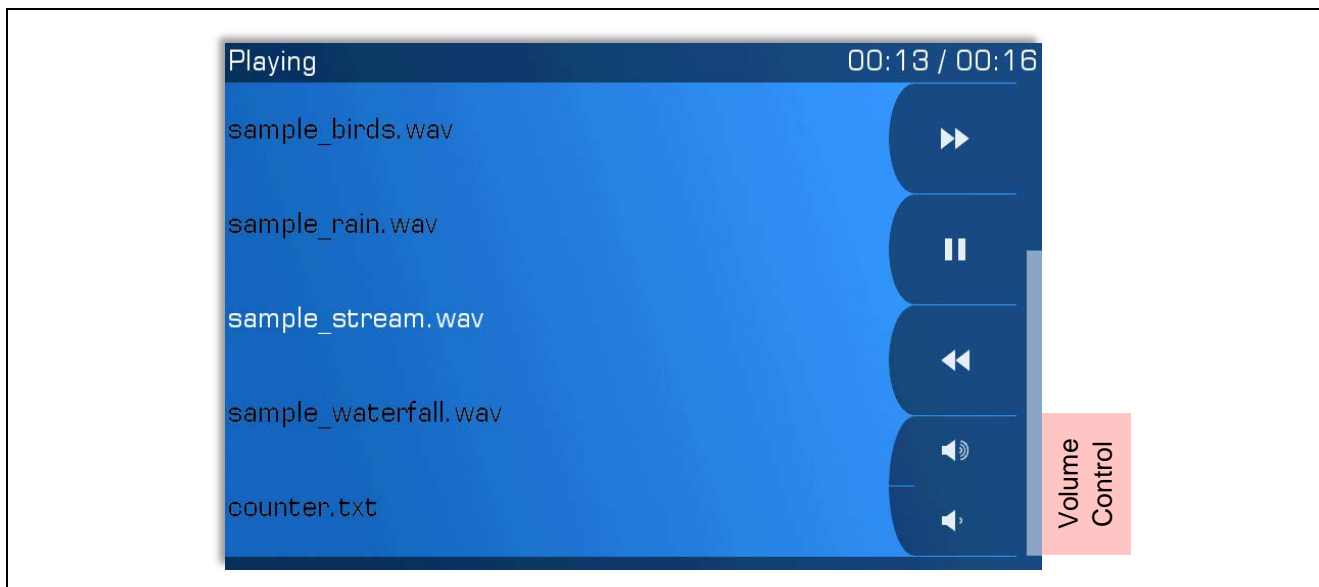 Playing
00:13 / 00:16
sample_birds.wav
sample_rain.wav
sample_stream.wav
sample_waterfall.wav
counter.txt
Volume
Control